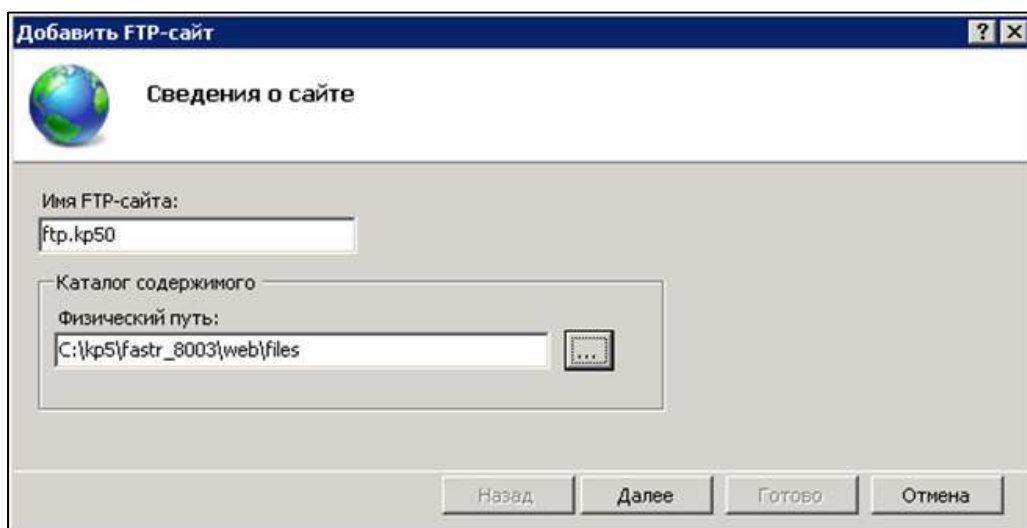 Добавить FTP-сайт
Сведения о сайте
Имя FTP-сайта:
ftp.kp50
Каталог содержимого
Физический путь:
C:\kp5\fastr_8003\web\files
...
Назад Далее Готово Отмена